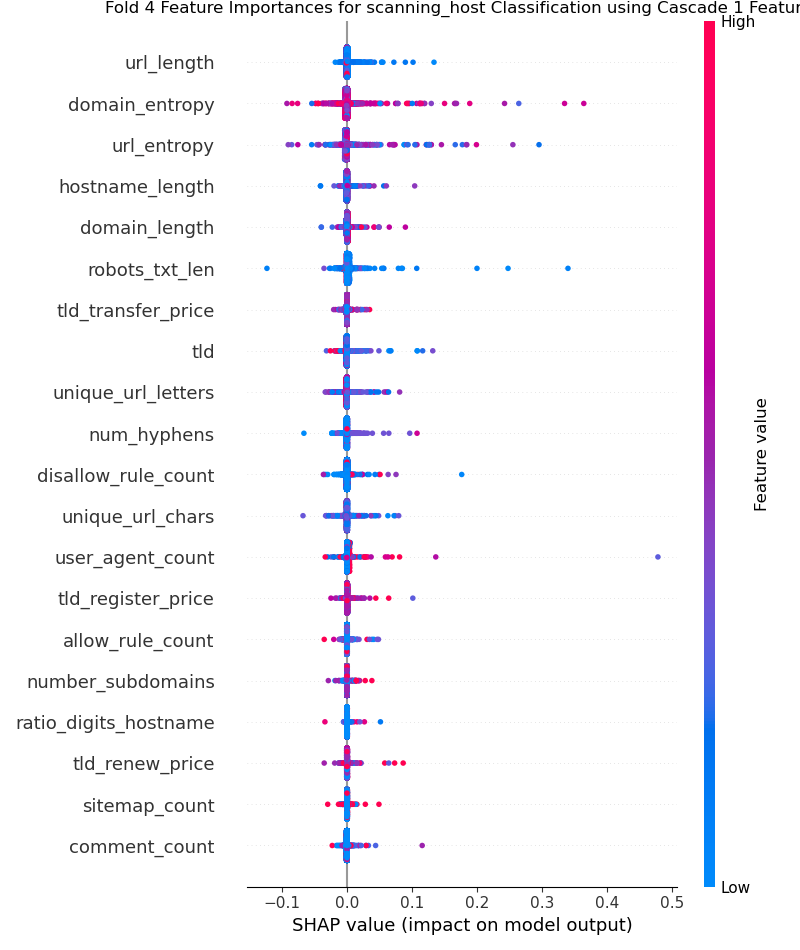 Fold 4 Feature Importances for scanning_host Classification using Cascade 1 Featur
High
url_length
domain_entropy
url_entropy
hostname_length
domain_length
robots_txt_len
tld_transfer_price
tld
unique_url_letters
num_hyphens
disallow_rule_count
unique_url_chars
user_agent_count
tld_register_price
allow_rule_count
number_subdomains
ratio_digits_hostname
tld_renew_price
sitemap_count
comment_count
Feature value
Low
−0.1 0.0 0.1 0.2 0.3 0.4 0.5
SHAP value (impact on model output)